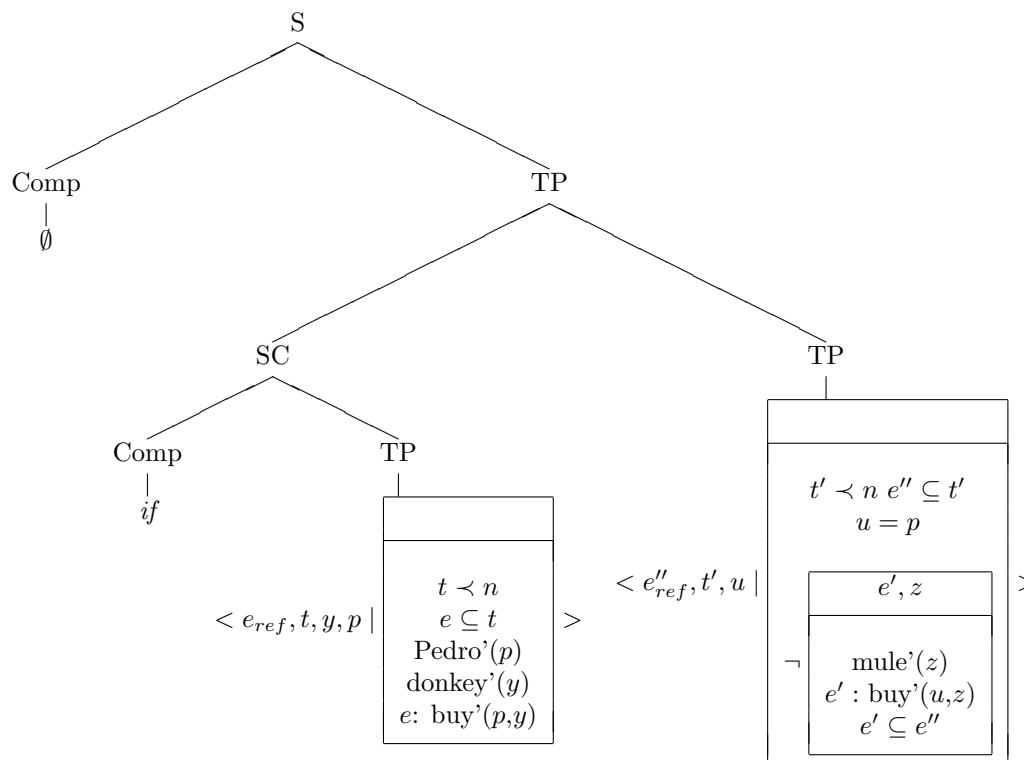 S
Comp
TP
∅
SC
TP
Comp
TP
if
t′ ≺ n e″ ⊆ t′
u = p
< e_ref, t, y, p |
t ≺ n
e ⊆ t
Pedro’(p)
donkey’(y)
e: buy’(p,y)
>
< e″_ref, t′, u |
e′, z
¬
mule’(z)
e′ : buy’(u,z)
e′ ⊆ e″
>